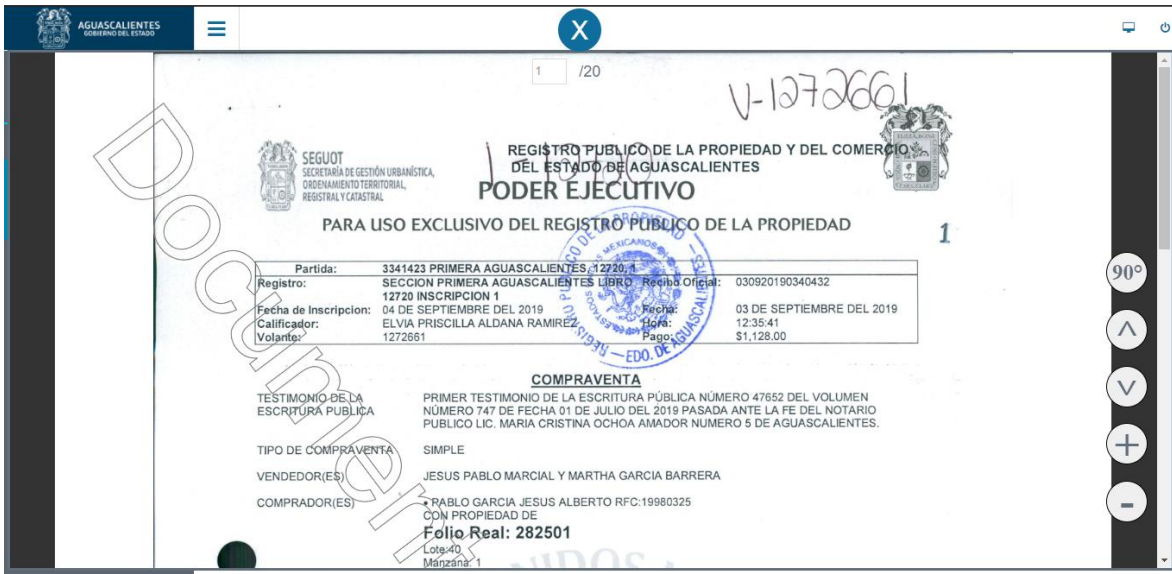 AGUASCALIENTES
GOBIERNO DEL ESTADO
X
1 /20
V-1272661
SEGUOT
SECRETARÍA DE GESTIÓN URBANÍSTICA,
ORDENAMIENTO TERRITORIAL,
REGISTRAL Y CATASTRAL
REGISTRO PUBLICO DE LA PROPIEDAD Y DEL COMERCIO
DEL ESTADO DE AGUASCALIENTES
PODER EJECUTIVO
PARA USO EXCLUSIVO DEL REGISTRO PUBLICO DE LA PROPIEDAD
1
Partida: 3341423 PRIMERA AGUASCALIENTES, 12720, 1
Registro: SECCION PRIMERA AGUASCALIENTES LIBRO Recibo Oficial: 030920190340432
12720 INSCRIPCION 1
Fecha de Inscripcion: 04 DE SEPTIEMBRE DEL 2019 Fecha: 03 DE SEPTIEMBRE DEL 2019
Calificador: ELVIA PRISCILLA ALDANA RAMIREZ Hora: 12:35:41
Volante: 1272661 Pago: $1,128.00
COMPRAVENTA
TESTIMONIO DE LA ESCRITURA PUBLICA
PRIMER TESTIMONIO DE LA ESCRITURA PÚBLICA NÚMERO 47652 DEL VOLUMEN
NÚMERO 747 DE FECHA 01 DE JULIO DEL 2019 PASADA ANTE LA FE DEL NOTARIO
PUBLICO LIC. MARIA CRISTINA OCHOA AMADOR NUMERO 5 DE AGUASCALIENTES.
TIPO DE COMPRAVENTA SIMPLE
VENDEDOR(ES) JESUS PABLO MARCIAL Y MARTHA GARCIA BARRERA
COMPRADOR(ES) • PABLO GARCIA JESUS ALBERTO RFC:19980325
CON PROPIEDAD DE
Folio Real: 282501
Lote:40
Manzana: 1
Document
90°